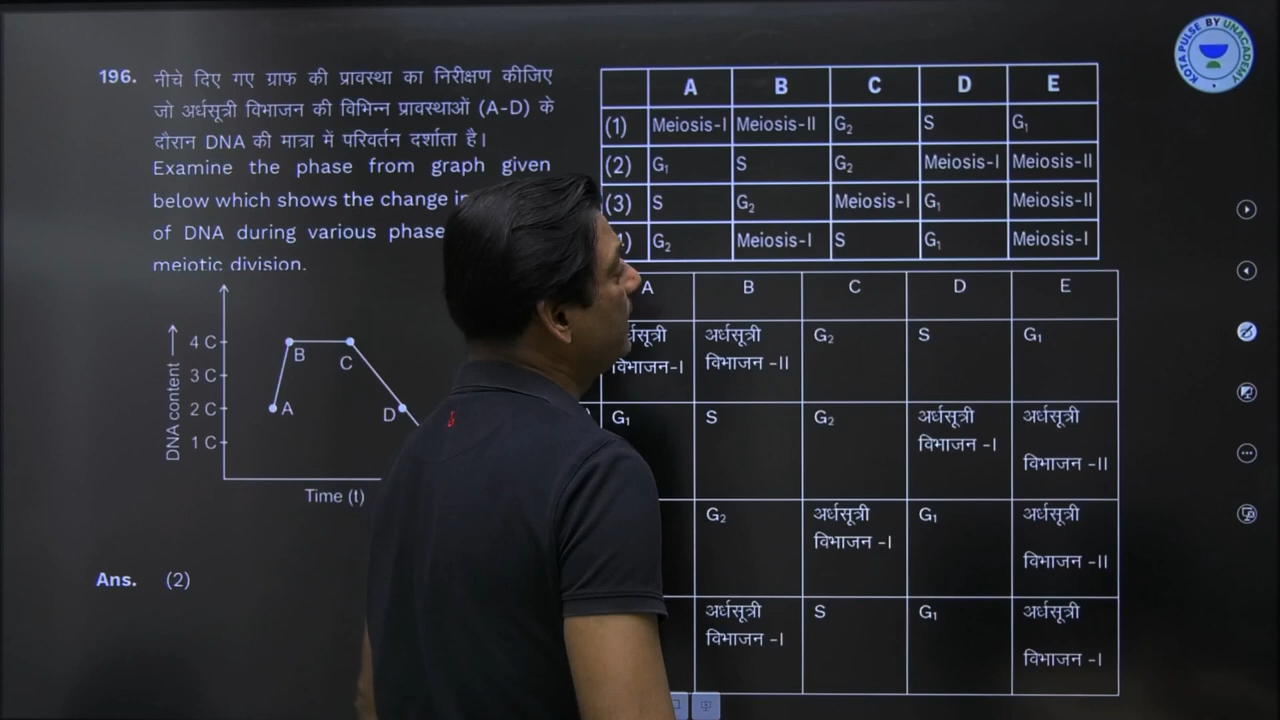 KOTA PULSE BY UNACADEMY
196. नीचे दिए गए ग्राफ की प्रावस्था का निरीक्षण कीजिए
जो अर्धसूत्री विभाजन की विभिन्न प्रावस्थाओं (A-D) के
दौरान DNA की मात्रा में परिवर्तन दर्शाता है।
Examine the phase from graph given
below which shows the change
of DNA during various phase
meiotic division.
A B C D E
(1) Meiosis-I Meiosis-II G₂ S G₁
(2) G₁ S G₂ Meiosis-I Meiosis-II
(3) S G₂ Meiosis-I G₁ Meiosis-II
G₂ Meiosis-I S G₁ Meiosis-I
DNA content
4 C
3 C
2 C
1 C
B
C
A
D
Time (t)
Ans. (2)
A B C D E
विभाजन-I
अर्धसूत्री
विभाजन -II
G₂ S G₁
G₁ S G₂
अर्धसूत्री
विभाजन -I
अर्धसूत्री
विभाजन -II
G₂
अर्धसूत्री
विभाजन -I
G₁
अर्धसूत्री
विभाजन -II
अर्धसूत्री
विभाजन -I
S G₁
अर्धसूत्री
विभाजन -I